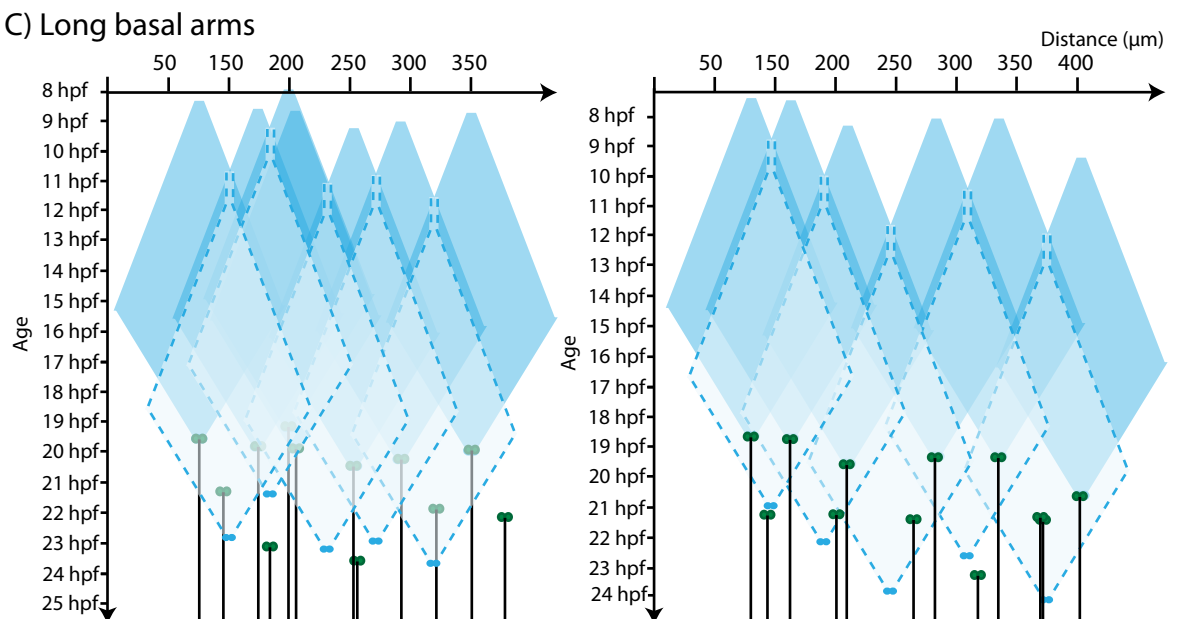 C) Long basal arms
Distance (µm)
50 150 200 250 300 350
50 150 200 250 300 350 400
8 hpf
9 hpf
10 hpf
11 hpf
12 hpf
13 hpf
14 hpf
15 hpf
16 hpf
17 hpf
18 hpf
19 hpf
20 hpf
21 hpf
22 hpf
23 hpf
24 hpf
25 hpf
Age
8 hpf
9 hpf
10 hpf
11 hpf
12 hpf
13 hpf
14 hpf
15 hpf
16 hpf
17 hpf
18 hpf
19 hpf
20 hpf
21 hpf
22 hpf
23 hpf
24 hpf
Age